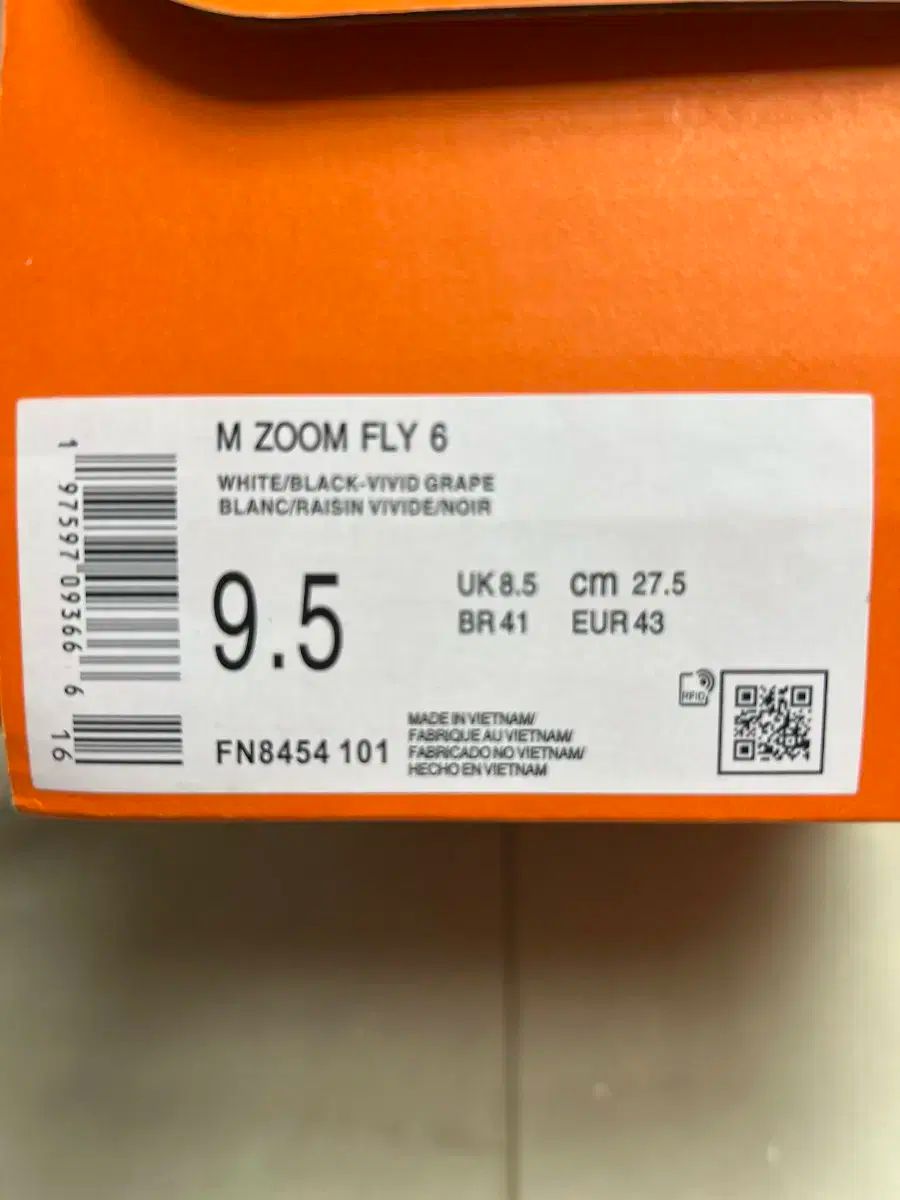 M ZOOM FLY 6
WHITE/BLACK-VIVID GRAPE
BLANC/RAISIN VIVIDE/NOIR
9.5
UK 8.5 cm 27.5
BR 41 EUR 43
RFID
FN8454 101
MADE IN VIETNAM/
FABRIQUE AU VIETNAM/
FABRICADO NO VIETNAM/
HECHO EN VIETNAM
1 97597 09366 6 16